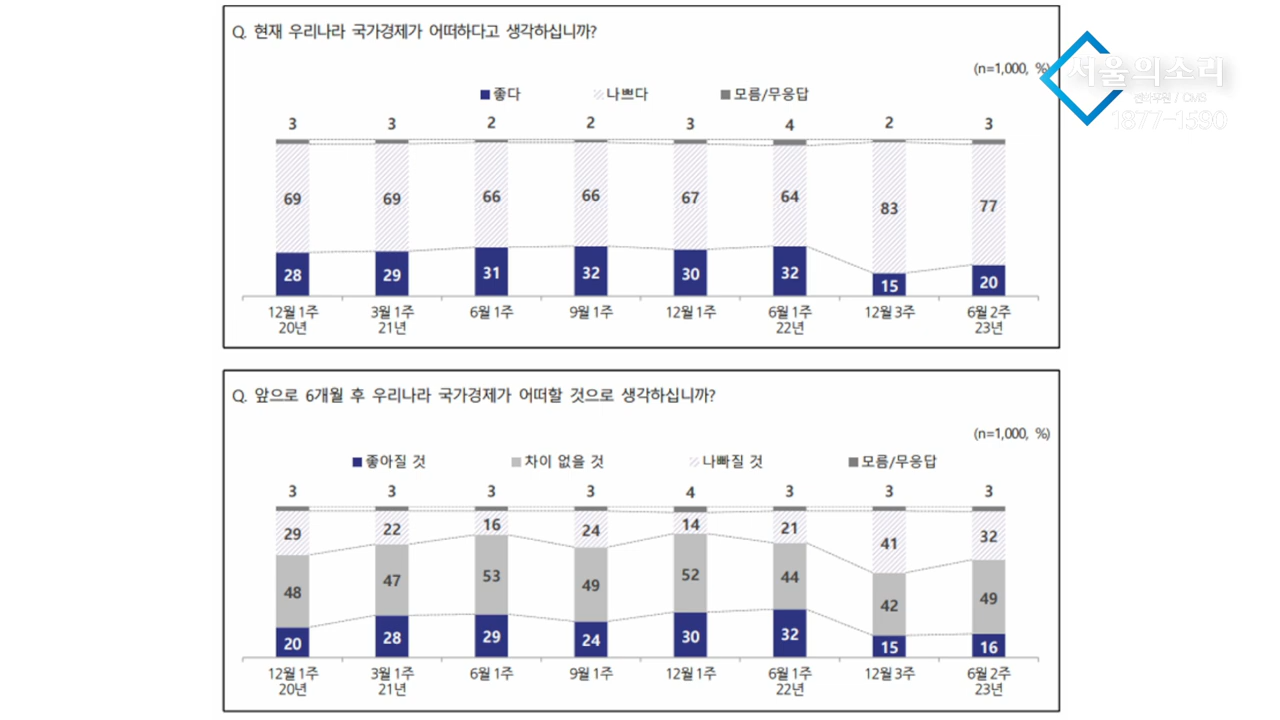 Q. 현재 우리나라 국가경제가 어떠하다고 생각하십니까?
(n=1,000, %)
서울의소리
1877-1590
좋다 나쁘다 모름/무응답
3 3 2 2 3 4 2 3
69 69 66 66 67 64 83 77
28 29 31 32 30 32 15 20
12월 1주 3월 1주 6월 1주 9월 1주 12월 1주 6월 1주 12월 3주 6월 2주
20년 21년 22년 23년
Q. 앞으로 6개월 후 우리나라 국가경제가 어떠할 것으로 생각하십니까?
(n=1,000, %)
좋아질 것 차이 없을 것 나빠질 것 모름/무응답
3 3 3 3 4 3 3 3
29 22 16 24 14 21 41 32
48 47 53 49 52 44 42 49
20 28 29 24 30 32 15 16
12월 1주 3월 1주 6월 1주 9월 1주 12월 1주 6월 1주 12월 3주 6월 2주
20년 21년 22년 23년